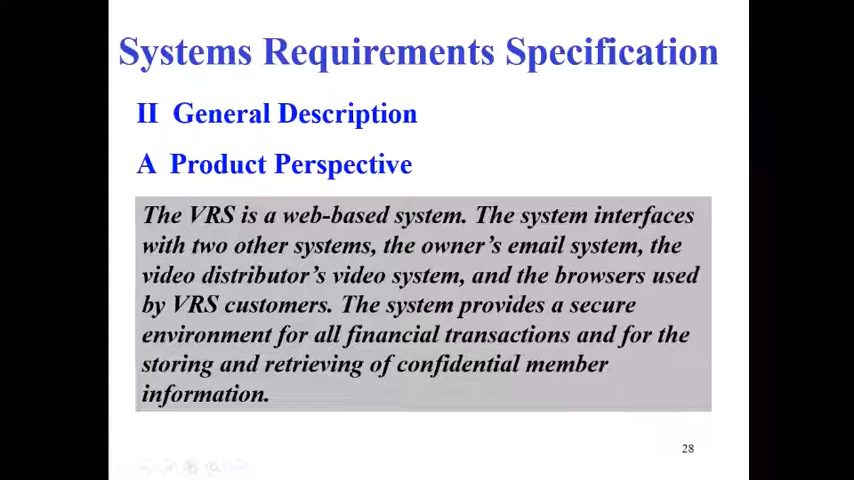 Systems Requirements Specification
II General Description
A Product Perspective
The VRS is a web-based system. The system interfaces
with two other systems, the owner's email system, the
video distributor's video system, and the browsers used
by VRS customers. The system provides a secure
environment for all financial transactions and for the
storing and retrieving of confidential member
information.
28